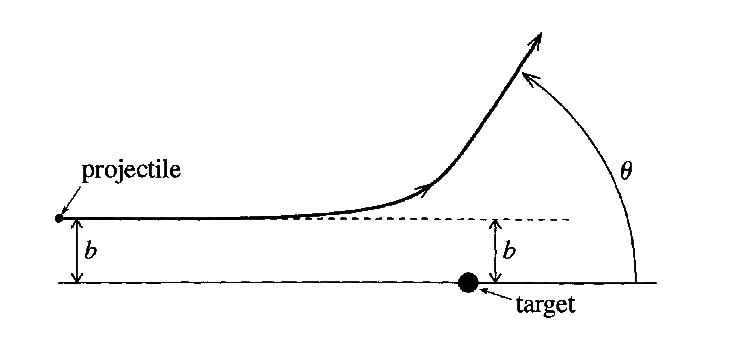 projectile
θ
b
b
target